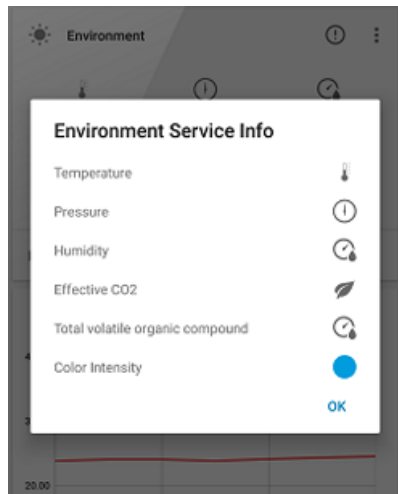 Environment
Environment Service Info
Temperature
Pressure
Humidity
Effective CO2
Total volatile organic compound
Color Intensity
OK
20.00